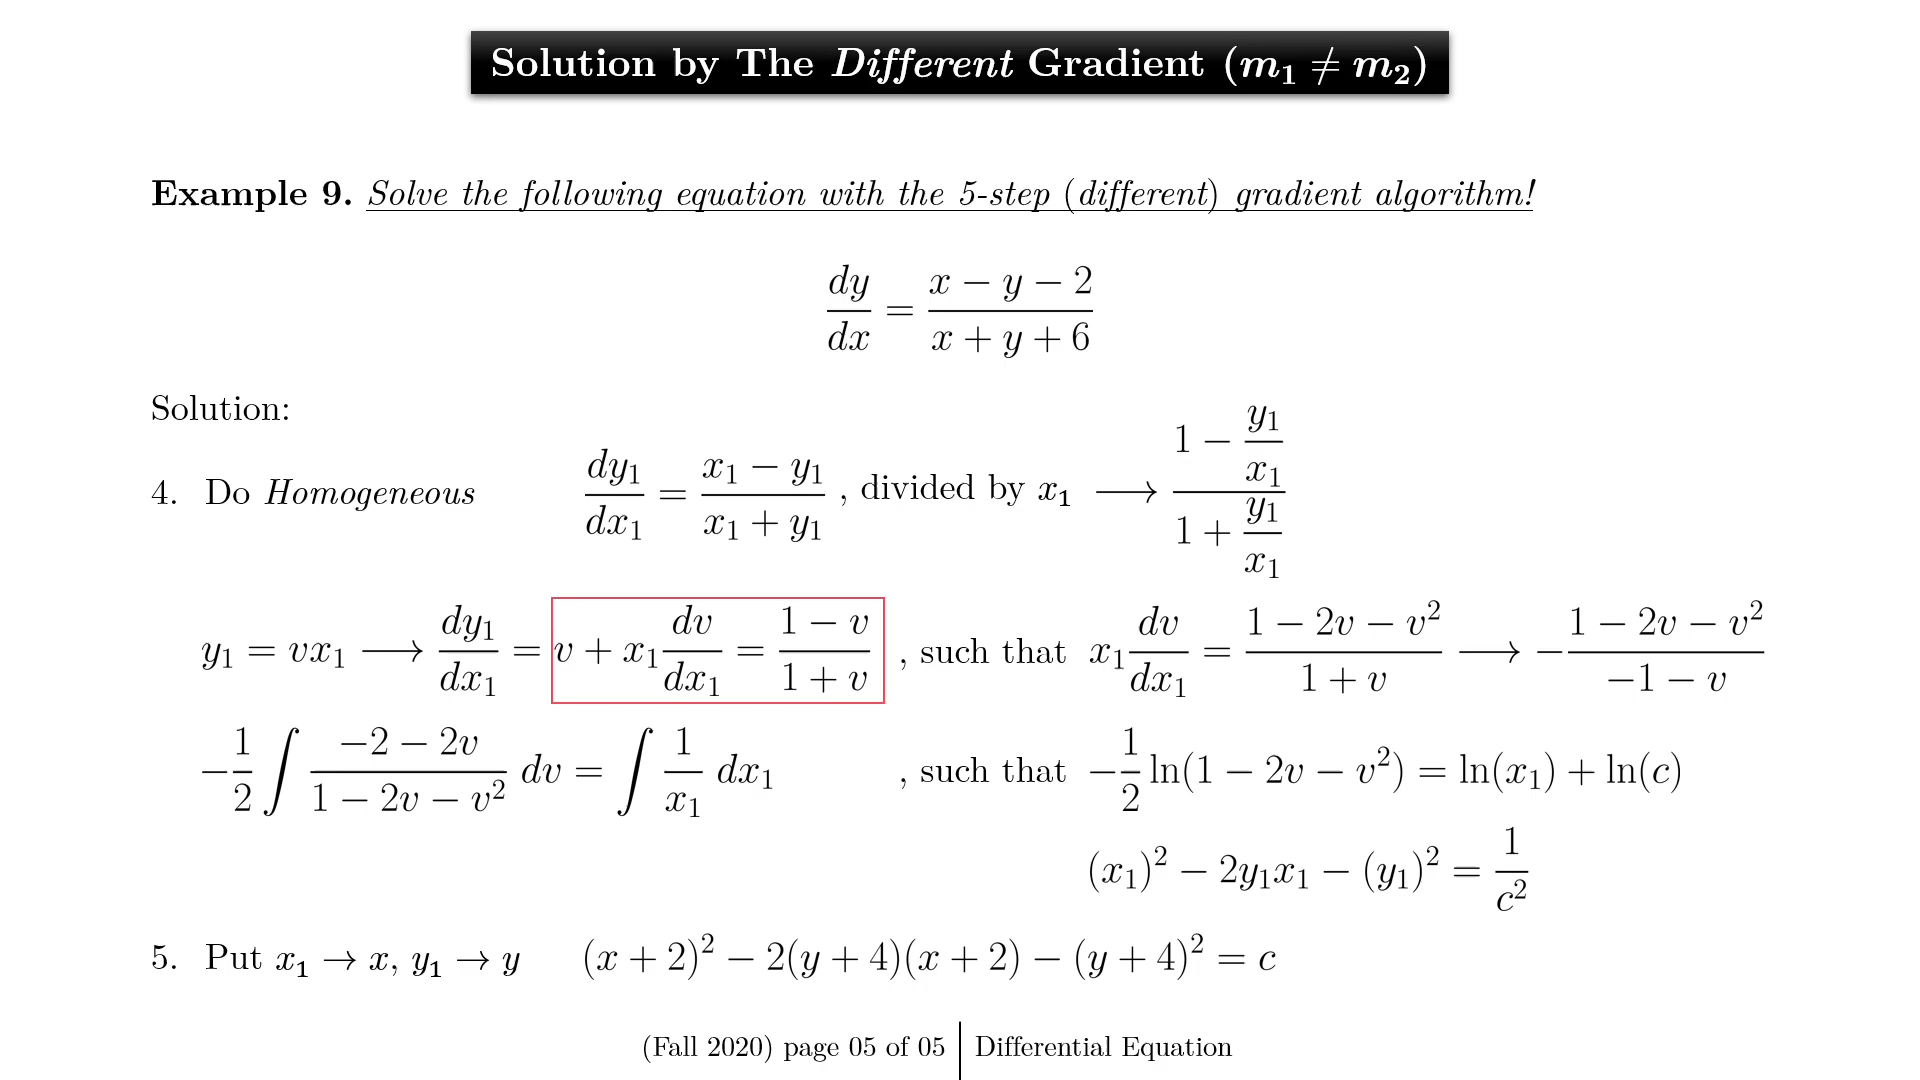 Solution by The Different Gradient (m₁ ≠ m₂)
Example 9. Solve the following equation with the 5-step (different) gradient algorithm!
dy/dx = (x − y − 2)/(x + y + 6)
Solution:
4. Do Homogeneous dy₁/dx₁ = (x₁ − y₁)/(x₁ + y₁) , divided by x₁ ⟶ (1 − y₁/x₁)/(1 + y₁/x₁)
y₁ = vx₁ ⟶ dy₁/dx₁ = v + x₁ dv/dx₁ = (1 − v)/(1 + v) , such that x₁ dv/dx₁ = (1 − 2v − v²)/(1 + v) ⟶ −(1 − 2v − v²)/(−1 − v)
−1/2 ∫ (−2 − 2v)/(1 − 2v − v²) dv = ∫ 1/x₁ dx₁ , such that −1/2 ln(1 − 2v − v²) = ln(x₁) + ln(c)
(x₁)² − 2y₁x₁ − (y₁)² = 1/c²
5. Put x₁ → x, y₁ → y (x + 2)² − 2(y + 4)(x + 2) − (y + 4)² = c
(Fall 2020) page 05 of 05 | Differential Equation